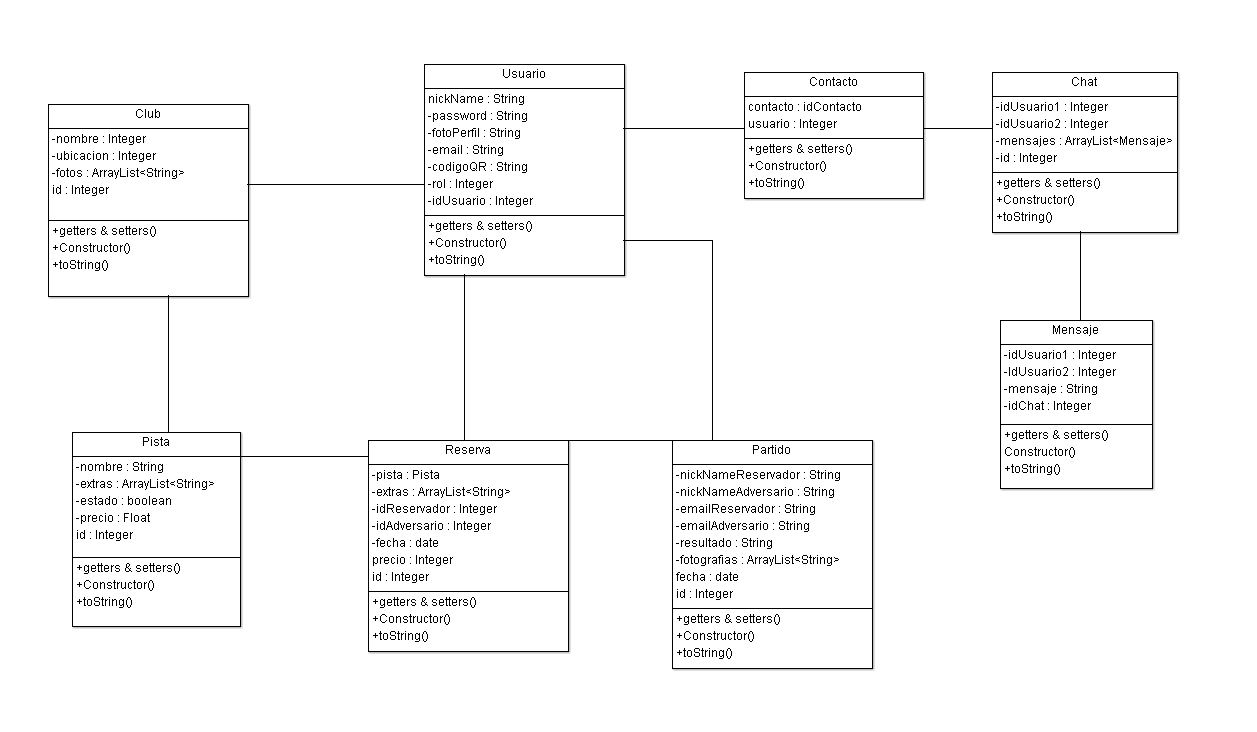 Club
-nombre : Integer
-ubicacion : Integer
-fotos : ArrayList<String>
id : Integer
+getters & setters()
+Constructor()
+toString()
Usuario
nickName : String
-password : String
-fotoPerfil : String
-email : String
-codigoQR : String
-rol : Integer
-idUsuario : Integer
+getters & setters()
+Constructor()
+toString()
Contacto
contacto : idContacto
usuario : Integer
+getters & setters()
+Constructor()
+toString()
Chat
-idUsuario1 : Integer
-idUsuario2 : Integer
-mensajes : ArrayList<Mensaje>
-id : Integer
+getters & setters()
+Constructor()
+toString()
Mensaje
-idUsuario1 : Integer
-IdUsuario2 : Integer
-mensaje : String
-idChat : Integer
+getters & setters()
Constructor()
+toString()
Pista
-nombre : String
-extras : ArrayList<String>
-estado : boolean
-precio : Float
id : Integer
+getters & setters()
+Constructor()
+toString()
Reserva
-pista : Pista
-extras : ArrayList<String>
-idReservador : Integer
-idAdversario : Integer
-fecha : date
precio : Integer
id : Integer
+getters & setters()
+Constructor()
+toString()
Partido
-nickNameReservador : String
-nickNameAdversario : String
-emailReservador : String
-emailAdversario : String
-resultado : String
-fotografias : ArrayList<String>
fecha : date
id : Integer
+getters & setters()
+Constructor()
+toString()